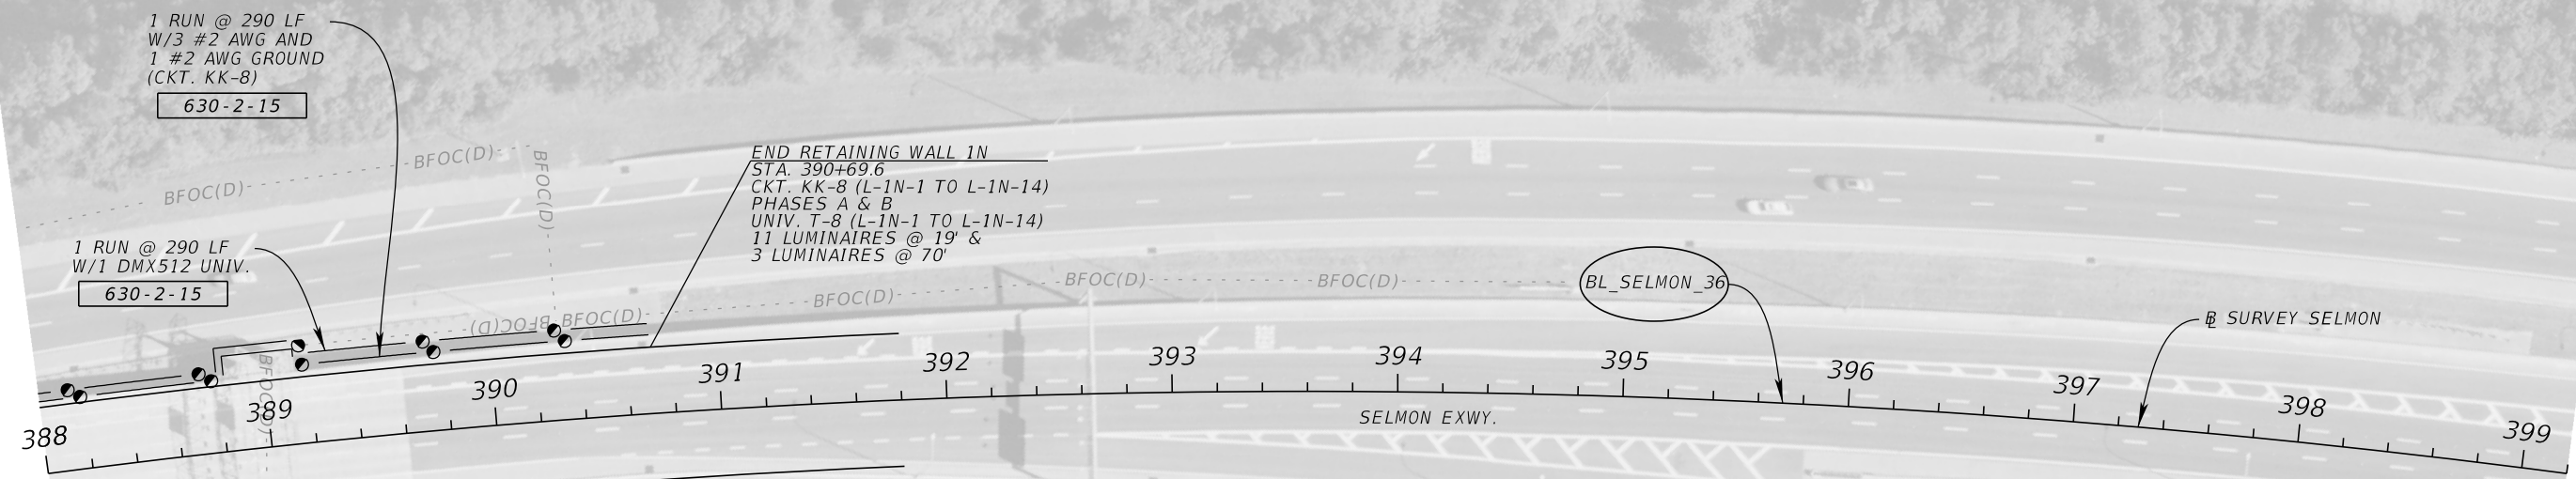 1 RUN @ 290 LF
W/3 #2 AWG AND
1 #2 AWG GROUND
(CKT. KK-8)
630-2-15
1 RUN @ 290 LF
W/1 DMX512 UNIV.
630-2-15
END RETAINING WALL 1N
STA. 390+69.6
CKT. KK-8 (L-1N-1 TO L-1N-14)
PHASES A & B
UNIV. T-8 (L-1N-1 TO L-1N-14)
11 LUMINAIRES @ 19' &
3 LUMINAIRES @ 70'
BFOC(D)
BFOC(D)
BFOC(D)
BFOC(D)
BFOC(D)
BFOC(D)
BFOC(D)
BFOC(D)
BFOC(D)
BFOC(D)
BL_SELMON_36
℄ SURVEY SELMON
388
389
390
391
392
393
394
395
396
397
398
399
SELMON EXWY.